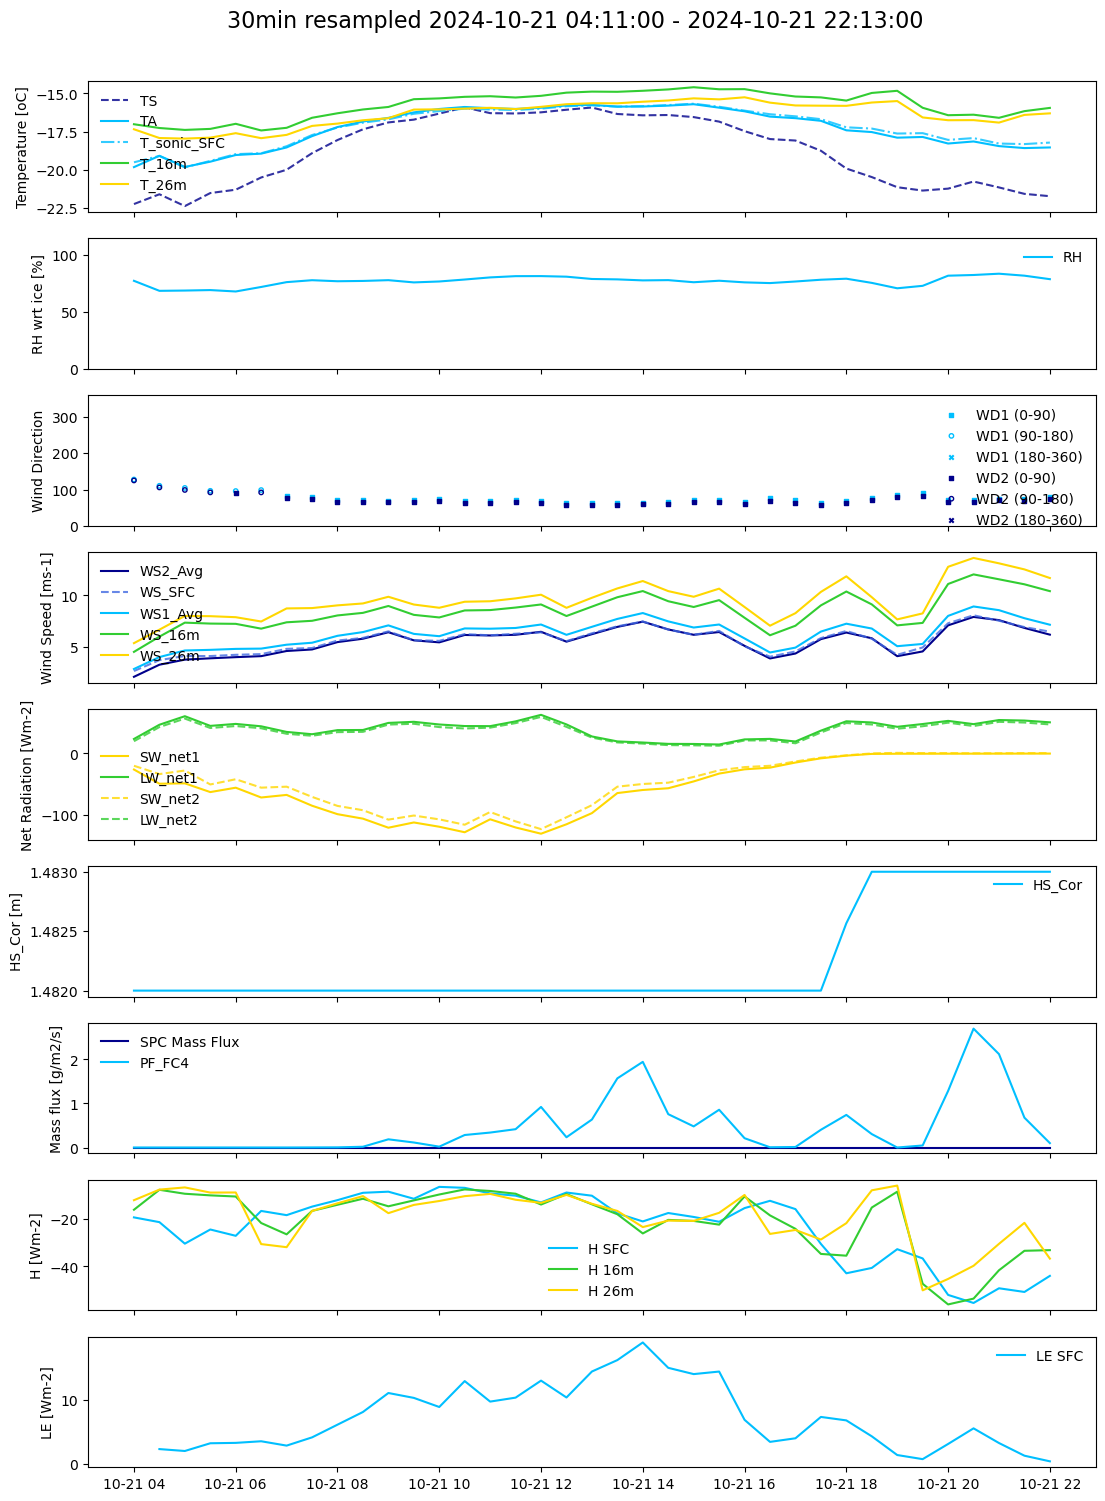 30min resampled 2024-10-21 04:11:00 - 2024-10-21 22:13:00
Temperature [oC]
−15.0
−17.5
−20.0
−22.5
TS
TA
T_sonic_SFC
T_16m
T_26m
RH wrt ice [%]
100
50
0
RH
Wind Direction
300
200
100
0
WD1 (0-90)
WD1 (90-180)
WD1 (180-360)
WD2 (0-90)
WD2 (90-180)
WD2 (180-360)
Wind Speed [ms-1]
10
5
WS2_Avg
WS_SFC
WS1_Avg
WS_16m
WS_26m
Net Radiation [Wm-2]
0
−100
SW_net1
LW_net1
SW_net2
LW_net2
HS_Cor [m]
1.4830
1.4825
1.4820
HS_Cor
Mass flux [g/m2/s]
2
1
0
SPC Mass Flux
PF_FC4
H [Wm-2]
−20
−40
H SFC
H 16m
H 26m
LE [Wm-2]
10
0
LE SFC
10-21 04
10-21 06
10-21 08
10-21 10
10-21 12
10-21 14
10-21 16
10-21 18
10-21 20
10-21 22